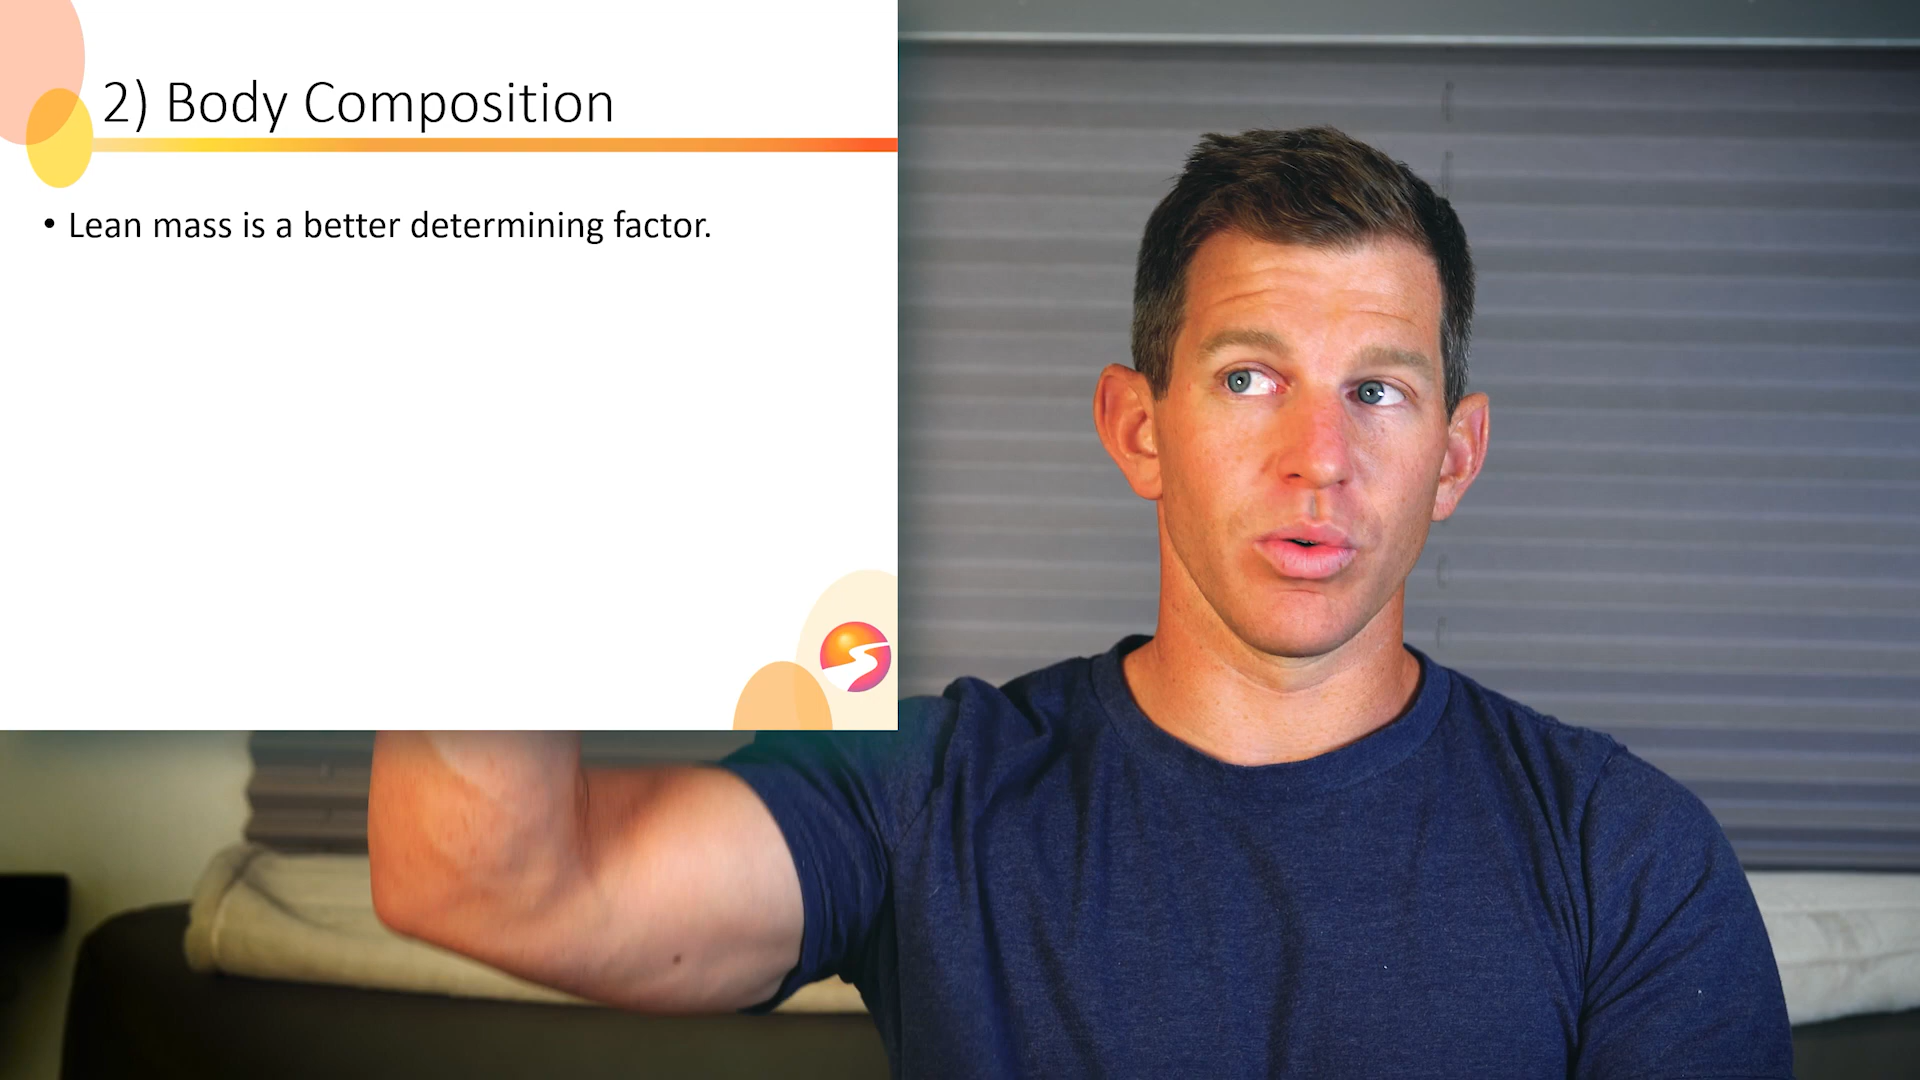 2) Body Composition
• Lean mass is a better determining factor.